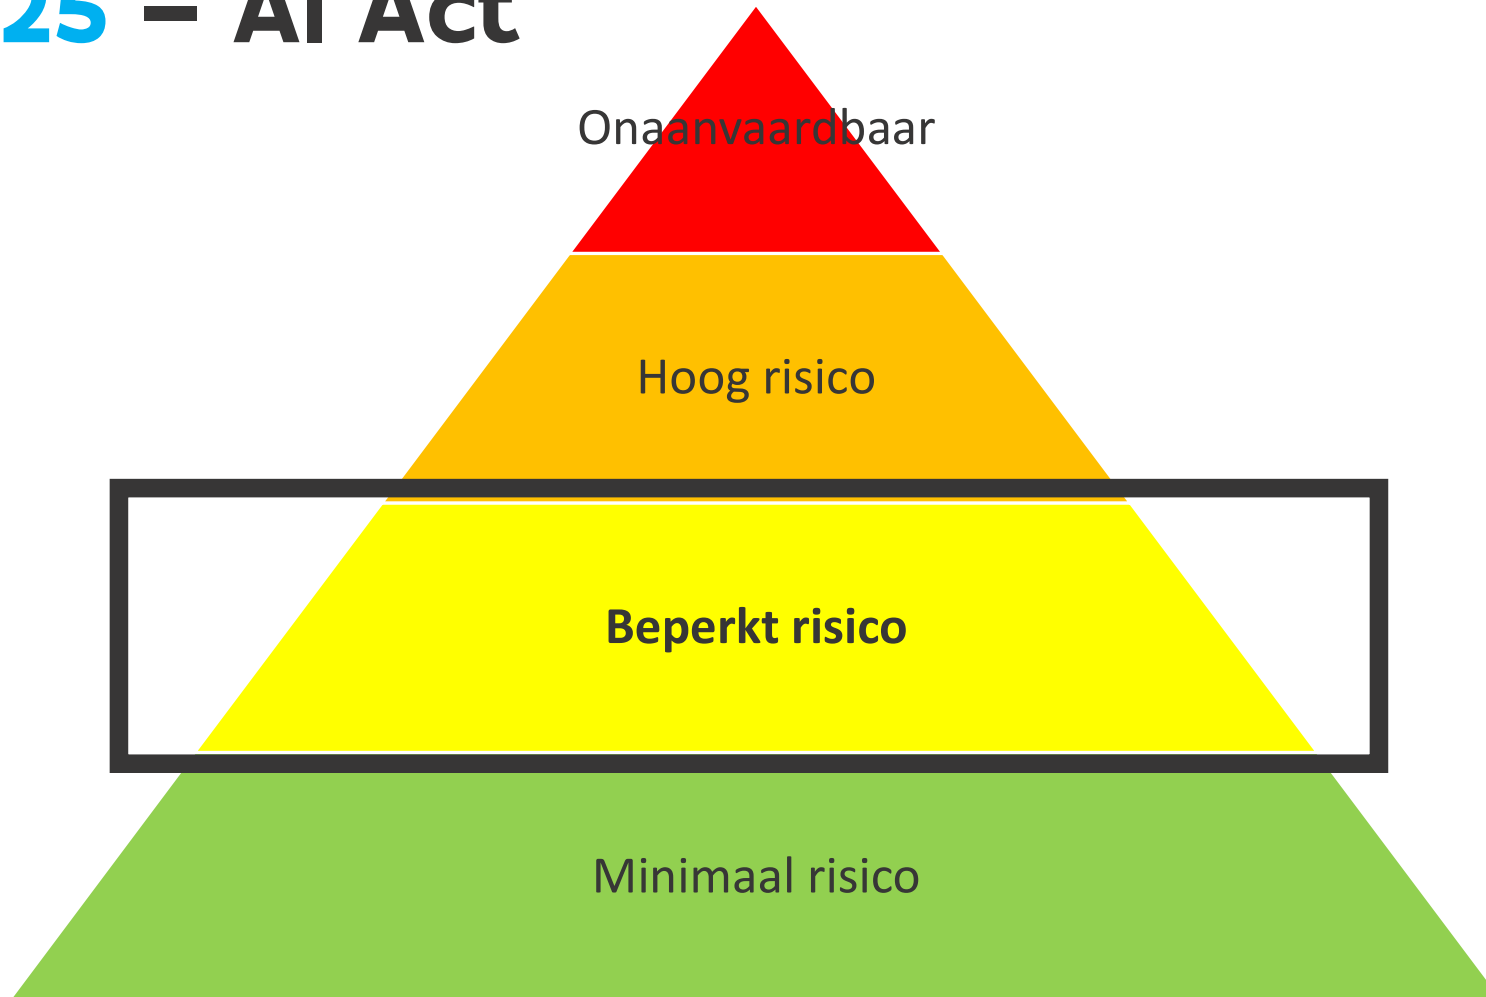 25 – AI Act
Onaanvaardbaar
Hoog risico
Beperkt risico
Minimaal risico